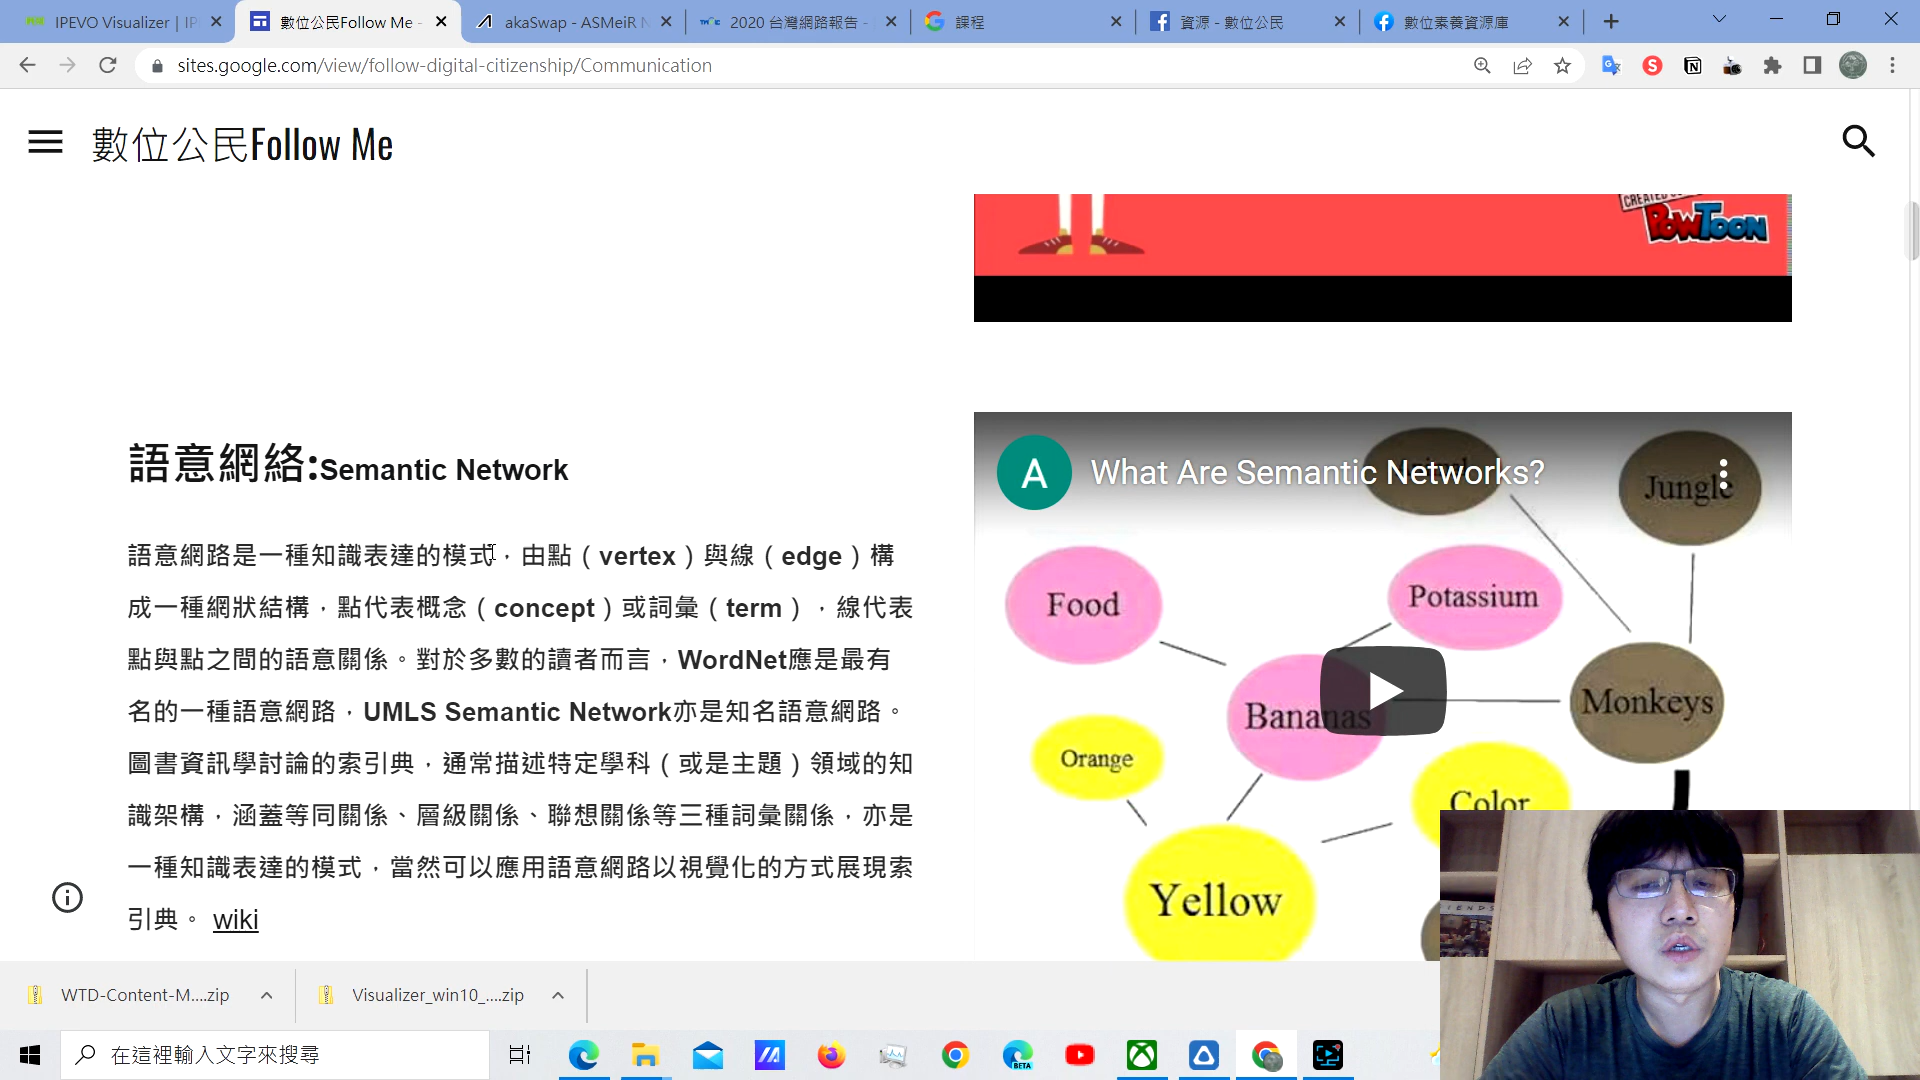 IPEVO Visualizer | IP
數位公民Follow Me -
akaSwap - ASMeiR N
2020 台灣網路報告 -
課程
資源 - 數位公民
數位素養資源庫
sites.google.com/view/follow-digital-citizenship/Communication
數位公民Follow Me
CREATED
POWTOON
語意網絡:Semantic Network
語意網路是一種知識表達的模式，由點（vertex）與線（edge）構
成一種網狀結構，點代表概念（concept）或詞彙（term），線代表
點與點之間的語意關係。對於多數的讀者而言，WordNet應是最有
名的一種語意網路，UMLS Semantic Network亦是知名語意網路。
圖書資訊學討論的索引典，通常描述特定學科（或是主題）領域的知
識架構，涵蓋等同關係、層級關係、聯想關係等三種詞彙關係，亦是
一種知識表達的模式，當然可以應用語意網路以視覺化的方式展現索
引典。 wiki
A
What Are Semantic Networks?
Jungle
Food
Potassium
Bananas
Monkeys
Orange
Color
Yellow
WTD-Content-M....zip
Visualizer_win10_....zip
在這裡輸入文字來搜尋
BETA